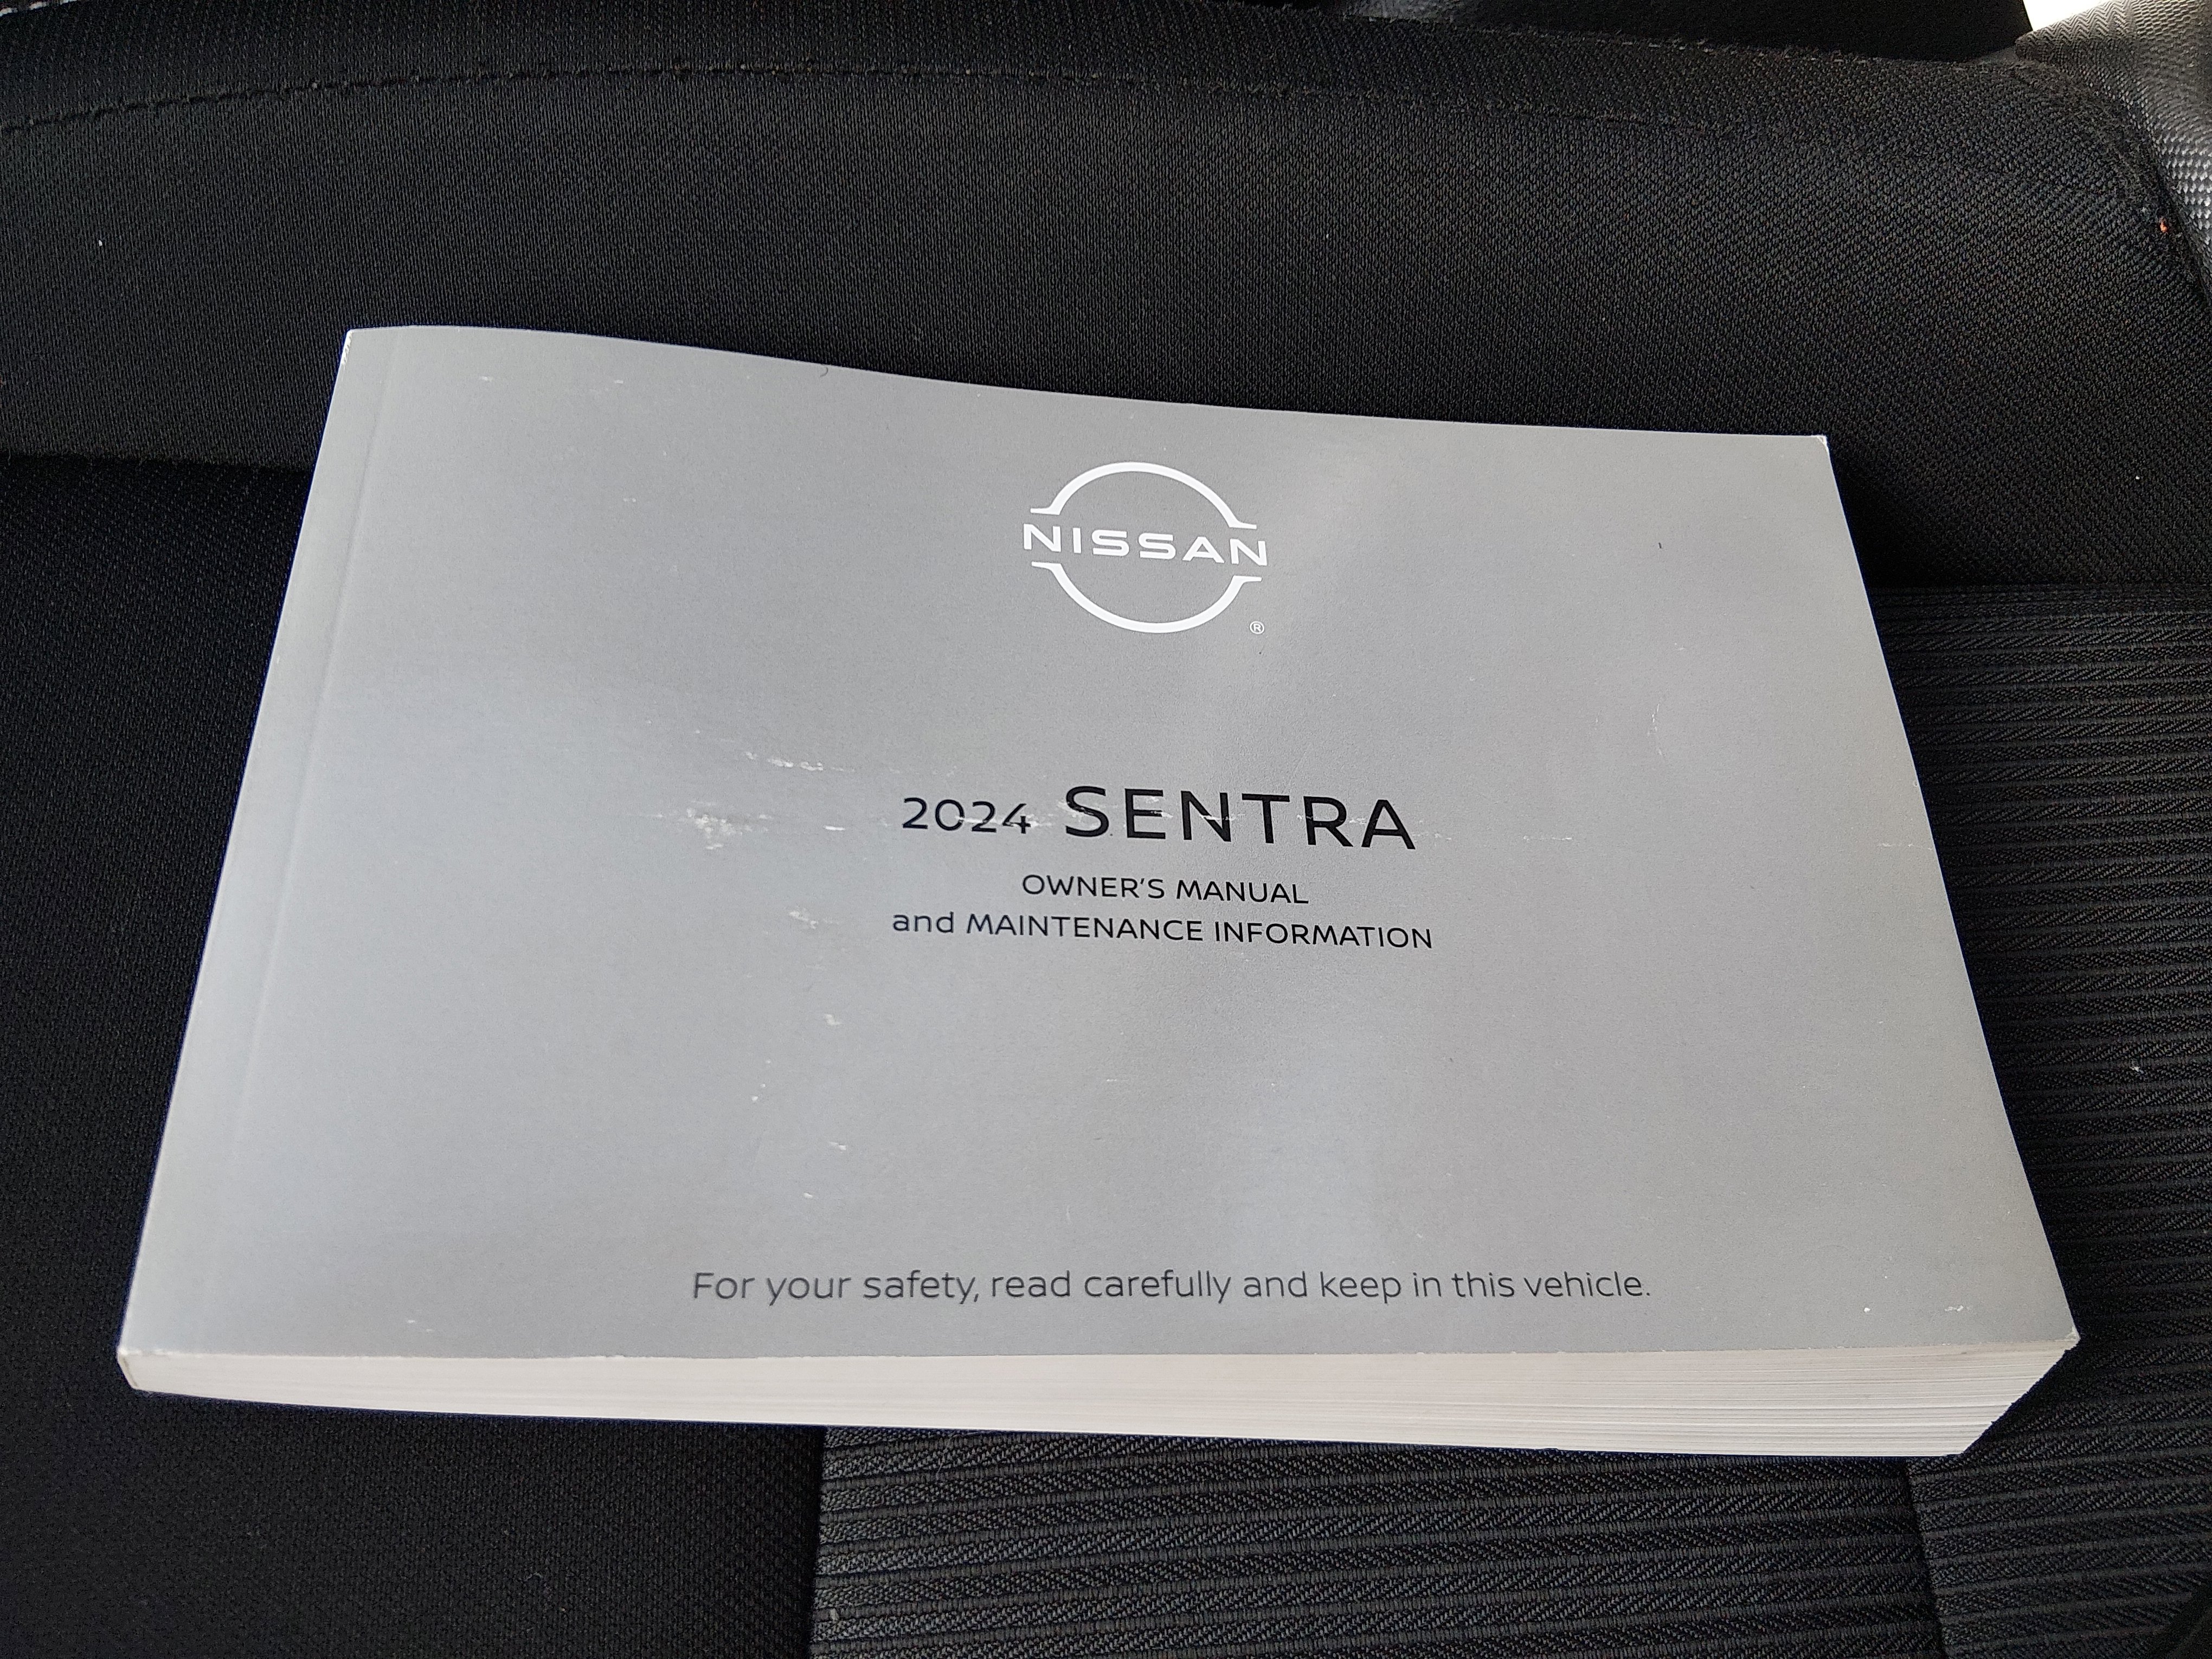 NISSAN
®
2024 SENTRA
OWNER'S MANUAL
and MAINTENANCE INFORMATION
For your safety, read carefully and keep in this vehicle.